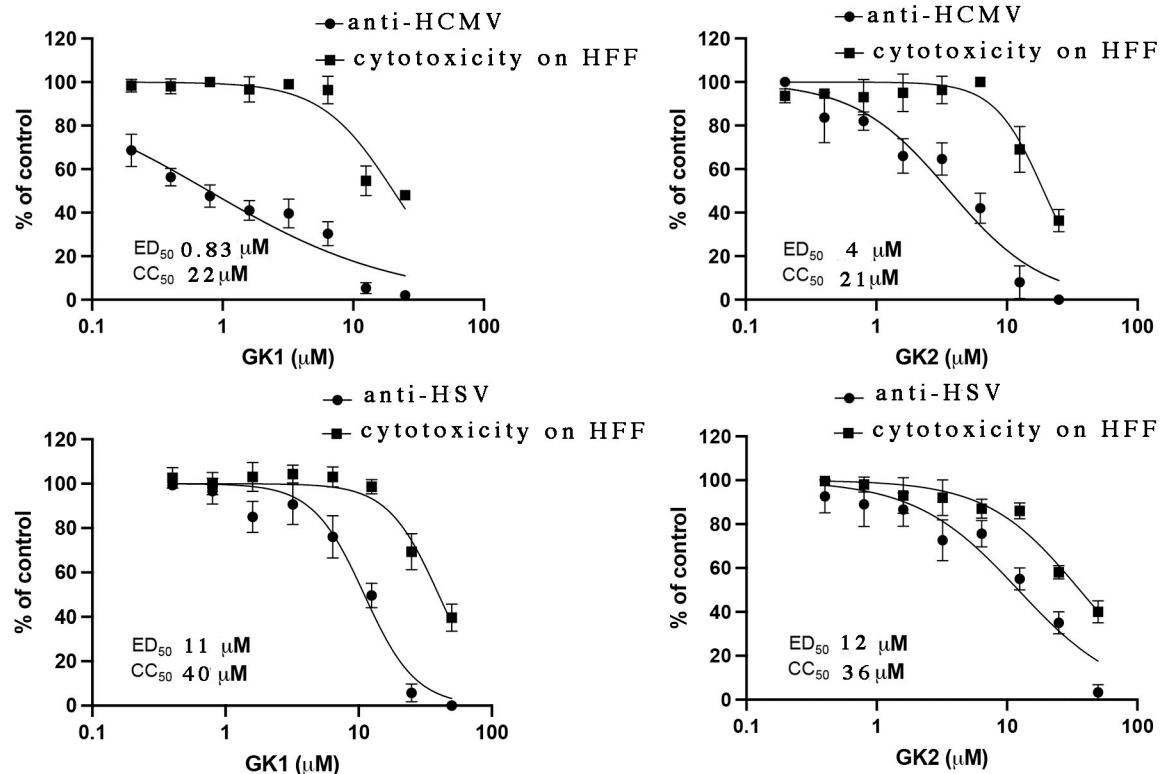 anti-HCMV
cytotoxicity on HFF
120
100
80
60
40
20
0
% of control
ED50 0.83 μM
CC50 22 μM
0.1 1 10 100
GK1 (μM)
anti-HCMV
cytotoxicity on HFF
120
100
80
60
40
20
0
% of control
ED50 4 μM
CC50 21 μM
0.1 1 10 100
GK2 (μM)
anti-HSV
cytotoxicity on HFF
120
100
80
60
40
20
0
% of control
ED50 11 μM
CC50 40 μM
0.1 1 10 100
GK1 (μM)
anti-HSV
cytotoxicity on HFF
120
100
80
60
40
20
0
% of control
ED50 12 μM
CC50 36 μM
0.1 1 10 100
GK2 (μM)